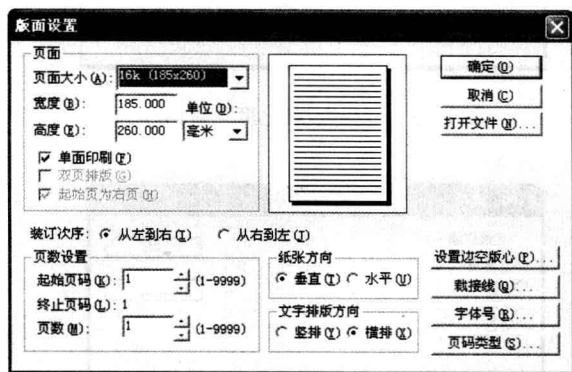 版面设置
页面
页面大小(A): 16k (185x260)
宽度(B): 185.000 单位(D):
高度(E): 260.000 毫米
单面印刷(F)
双页排版(G)
起始页为右页(H)
确定(O)
取消(C)
打开文件(N)...
装订次序: 从左到右(I) 从右到左(J)
页数设置
起始页码(K): 1 (1-9999)
终止页码(L): 1
页数(M): 1 (1-9999)
纸张方向
垂直(T) 水平(U)
文字排版方向
竖排(Y) 横排(X)
设置边空版心(P)...
裁接线(Q)...
字体号(R)...
页码类型(S)...